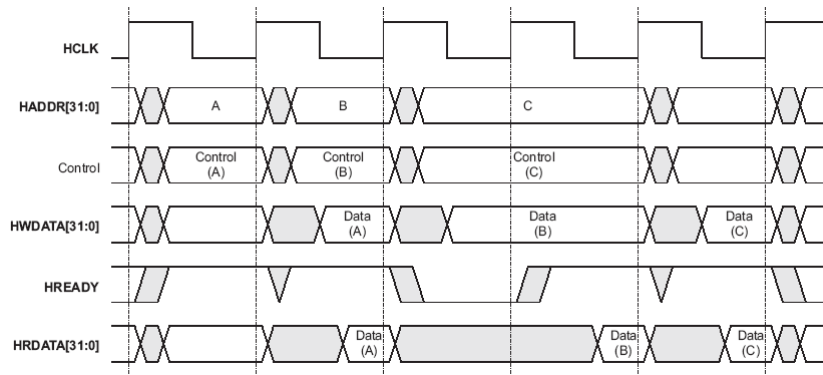 HCLK
HADDR[31:0]
A
B
C
Control
Control
(A)
Control
(B)
Control
(C)
HWDATA[31:0]
Data
(A)
Data
(B)
Data
(C)
HREADY
HRDATA[31:0]
Data
(A)
Data
(B)
Data
(C)